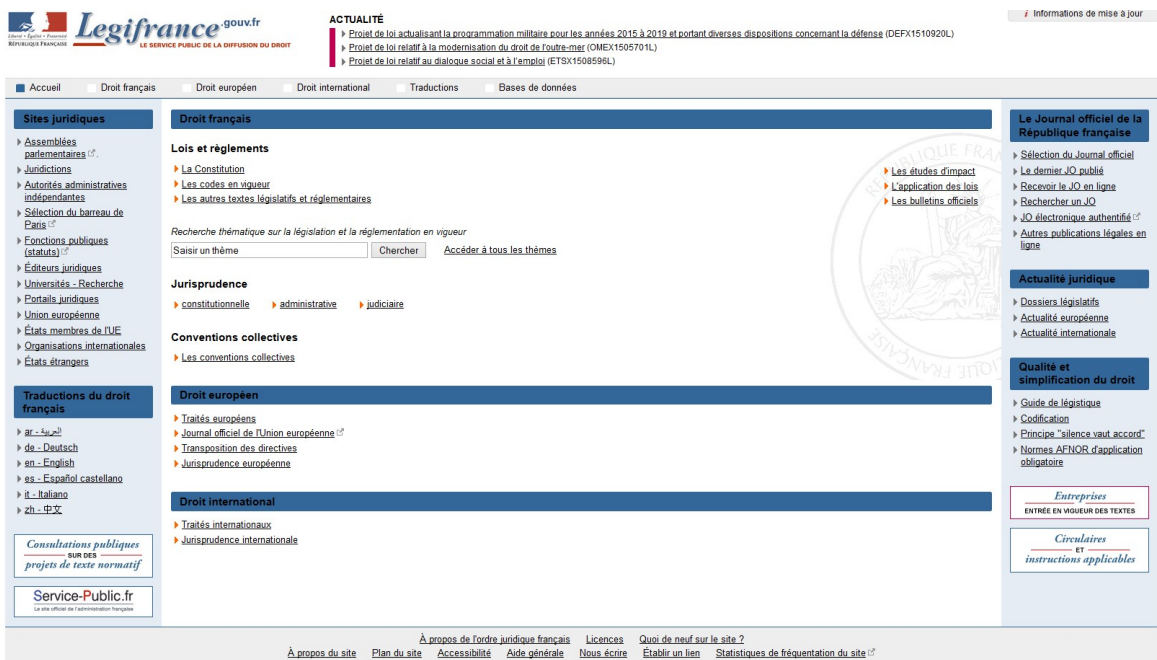 Liberté • Égalité • Fraternité
RÉPUBLIQUE FRANÇAISE
Legifrance.gouv.fr
LE SERVICE PUBLIC DE LA DIFFUSION DU DROIT
ACTUALITÉ
Projet de loi actualisant la programmation militaire pour les années 2015 à 2019 et portant diverses dispositions concernant la défense (DEFX1510920L)
Projet de loi relatif à la modernisation du droit de l'outre-mer (OMEX1505701L)
Projet de loi relatif au dialogue social et à l'emploi (ETSX1508596L)
i Informations de mise à jour
Accueil Droit français Droit européen Droit international Traductions Bases de données
Sites juridiques
Assemblées
parlementaires .
Juridictions
Autorités administratives
indépendantes
Sélection du barreau de
Paris
Fonctions publiques
(statuts)
Éditeurs juridiques
Universités - Recherche
Portails juridiques
Union européenne
États membres de l'UE
Organisations internationales
États étrangers
Traductions du droit
français
ar - العربية
de - Deutsch
en - English
es - Español castellano
it - Italiano
zh - 中文
Consultations publiques
SUR DES
projets de texte normatif
Service-Public.fr
Le site officiel de l'administration française
Droit français
Lois et règlements
La Constitution
Les codes en vigueur
Les autres textes législatifs et réglementaires
Les études d'impact
L'application des lois
Les bulletins officiels
Recherche thématique sur la législation et la réglementation en vigueur
Saisir un thème Chercher Accéder à tous les thèmes
Jurisprudence
constitutionnelle administrative judiciaire
Conventions collectives
Les conventions collectives
RÉPUBLIQUE FRANÇAISE
Droit européen
Traités européens
Journal officiel de l'Union européenne
Transposition des directives
Jurisprudence européenne
Droit international
Traités internationaux
Jurisprudence internationale
Le Journal officiel de la
République française
Sélection du Journal officiel
Le dernier JO publié
Recevoir le JO en ligne
Rechercher un JO
JO électronique authentifié
Autres publications légales en
ligne
Actualité juridique
Dossiers législatifs
Actualité européenne
Actualité internationale
Qualité et
simplification du droit
Guide de légistique
Codification
Principe "silence vaut accord"
Normes AFNOR d'application
obligatoire
Entreprises
ENTRÉE EN VIGUEUR DES TEXTES
Circulaires
ET
instructions applicables
À propos de l'ordre juridique français Licences Quoi de neuf sur le site ?
À propos du site Plan du site Accessibilité Aide générale Nous écrire Établir un lien Statistiques de fréquentation du site